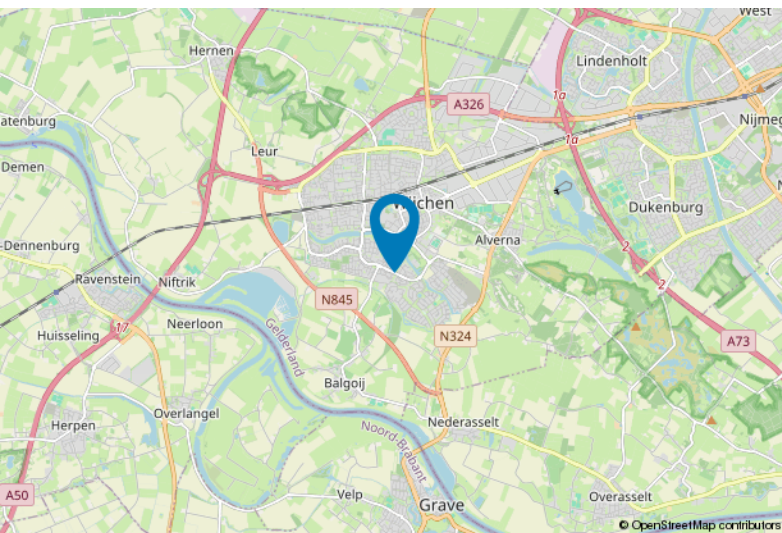 West
Hernen
Lindenholt
A326
1a
1a
atenburg
Nijmeg
Leur
Demen
Wijchen
Dukenburg
Alverna
-Dennenburg
2
Ravenstein
Niftrik
2
N845
Neerloon
17
Huisseling
Gelderland
N324
A73
Balgoij
Overlangel
Herpen
Nederasselt
Noord-Brabant
A50
Velp
Overasselt
Grave
© OpenStreetMap contributors